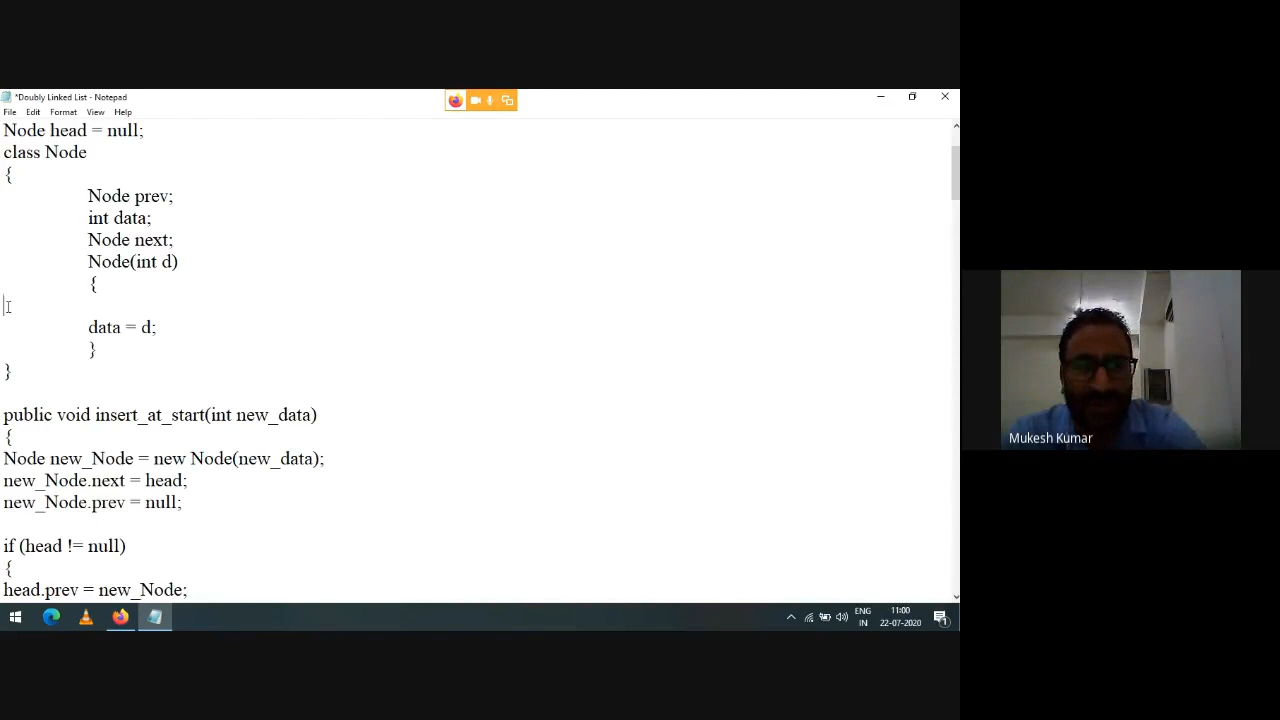 *Doubly Linked List - Notepad
File Edit Format View Help
Node head = null;
class Node
{
Node prev;
int data;
Node next;
Node(int d)
{
data = d;
}
}
public void insert_at_start(int new_data)
{
Node new_Node = new Node(new_data);
new_Node.next = head;
new_Node.prev = null;
if (head != null)
{
head.prev = new_Node;
Mukesh Kumar
ENG
IN
11:00
22-07-2020
1